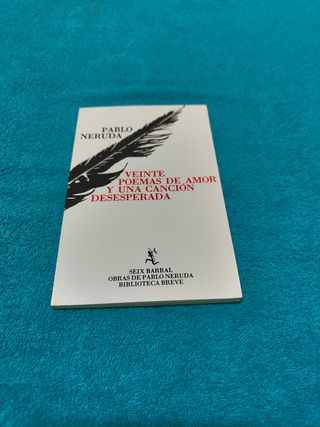 PABLO
NERUDA
VEINTE
POEMAS DE AMOR
Y UNA CANCIÓN
DESESPERADA
SEIX BARRAL
OBRAS DE PABLO NERUDA
BIBLIOTECA BREVE